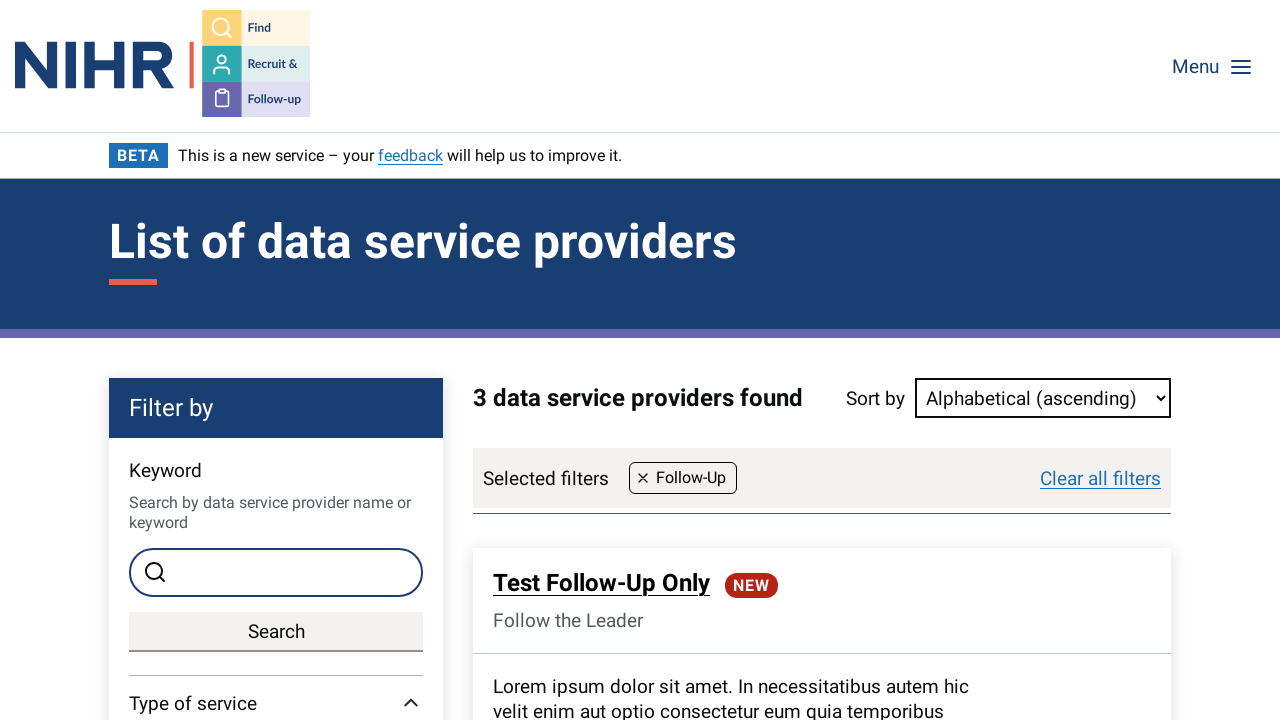 NIHR
Find
Recruit &
Follow-up
Menu
BETA This is a new service – your feedback will help us to improve it.
List of data service providers
Filter by
Keyword
Search by data service provider name or
keyword
Search
Type of service
3 data service providers found
Sort by Alphabetical (ascending)
Selected filters Follow-Up Clear all filters
Test Follow-Up Only NEW
Follow the Leader
Lorem ipsum dolor sit amet. In necessitatibus autem hic
velit enim aut optio consectetur eum quia temporibus